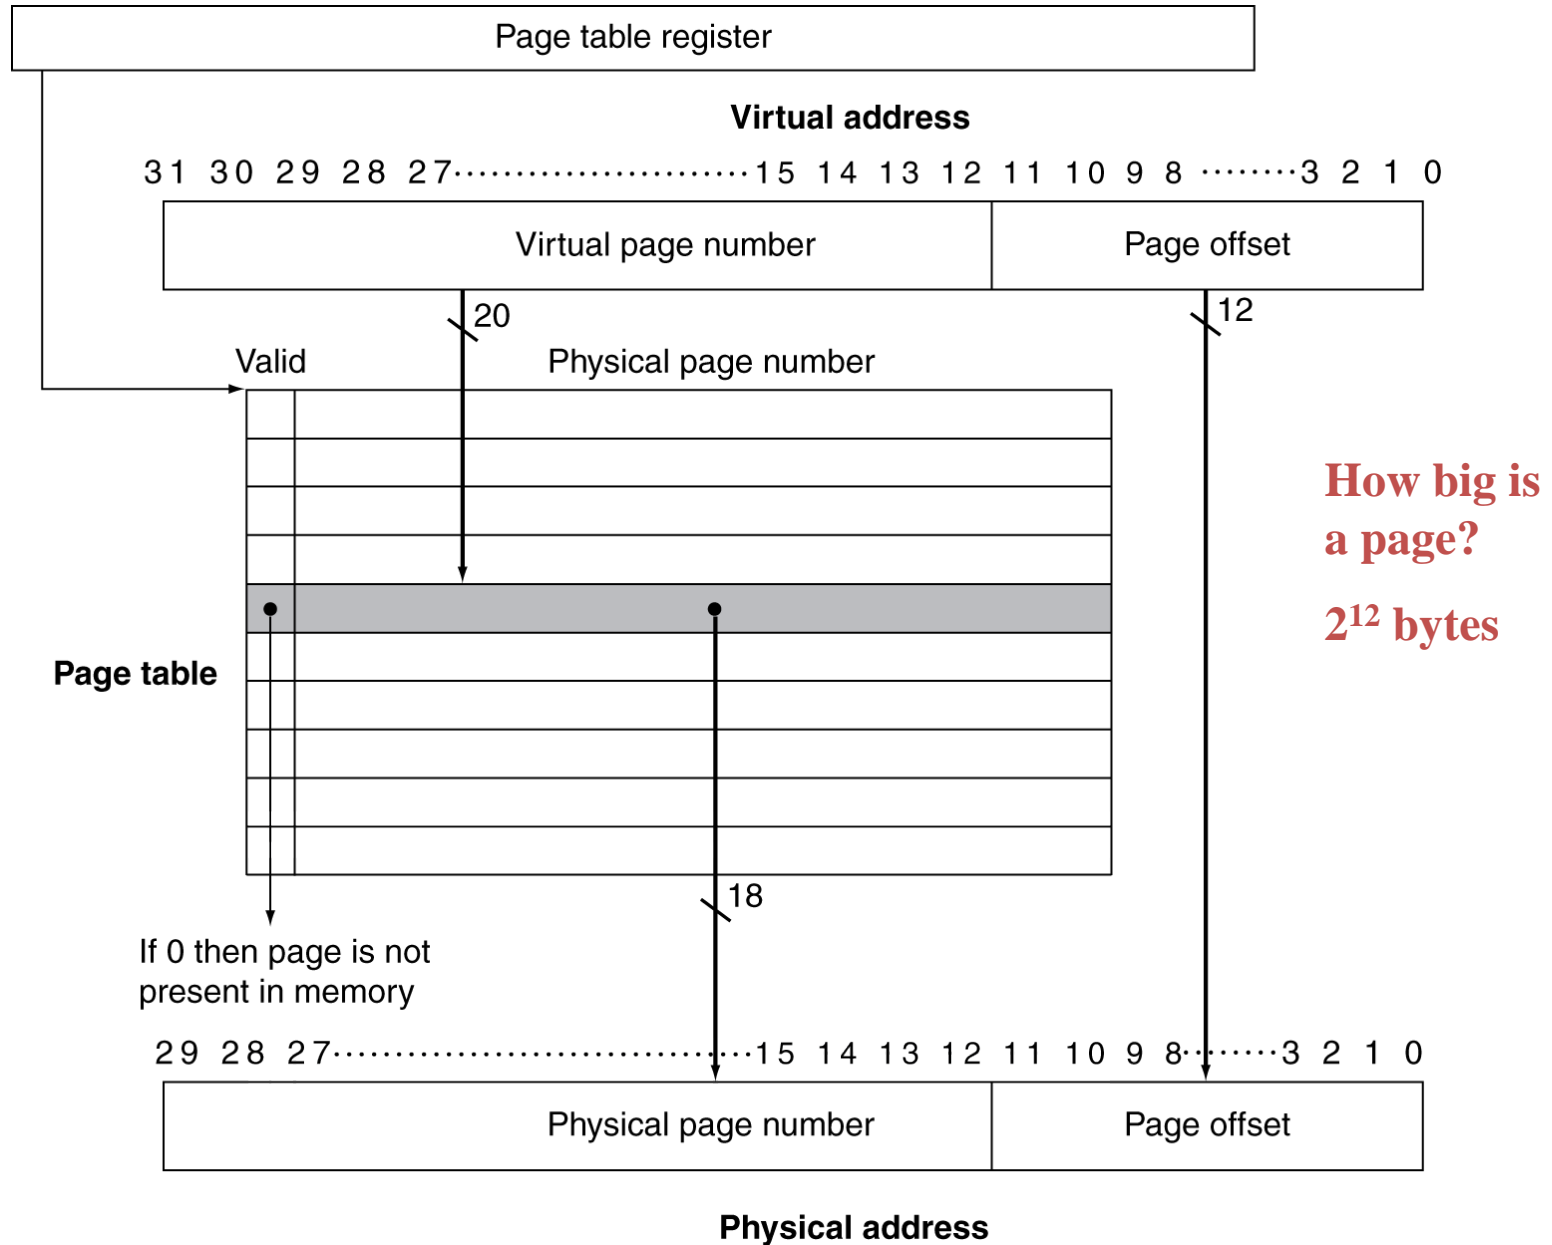 Page table register
Virtual address
31 30 29 28 27························15 14 13 12 11 10 9 8 ········3 2 1 0
Virtual page number
Page offset
20
12
Valid
Physical page number
How big is
a page?
2¹² bytes
Page table
18
If 0 then page is not
present in memory
29 28 27··································15 14 13 12 11 10 9 8········3 2 1 0
Physical page number
Page offset
Physical address